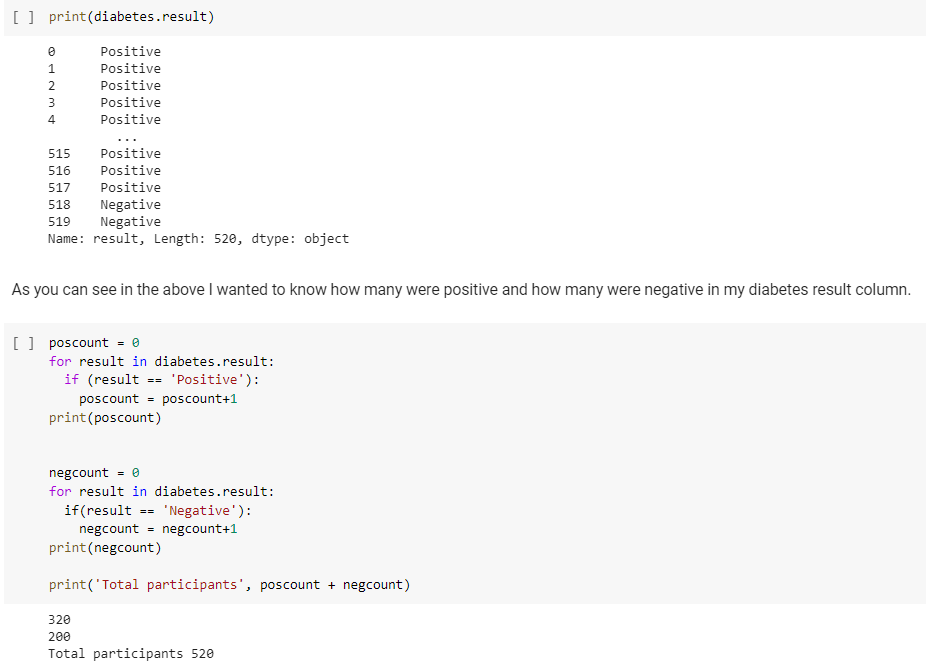 [ ] print(diabetes.result)
0      Positive
1      Positive
2      Positive
3      Positive
4      Positive
         ...
515    Positive
516    Positive
517    Positive
518    Negative
519    Negative
Name: result, Length: 520, dtype: object
As you can see in the above I wanted to know how many were positive and how many were negative in my diabetes result column.
[ ] poscount = 0
for result in diabetes.result:
  if (result == 'Positive'):
    poscount = poscount+1
print(poscount)
negcount = 0
for result in diabetes.result:
  if(result == 'Negative'):
    negcount = negcount+1
print(negcount)
print('Total participants', poscount + negcount)
320
200
Total participants 520